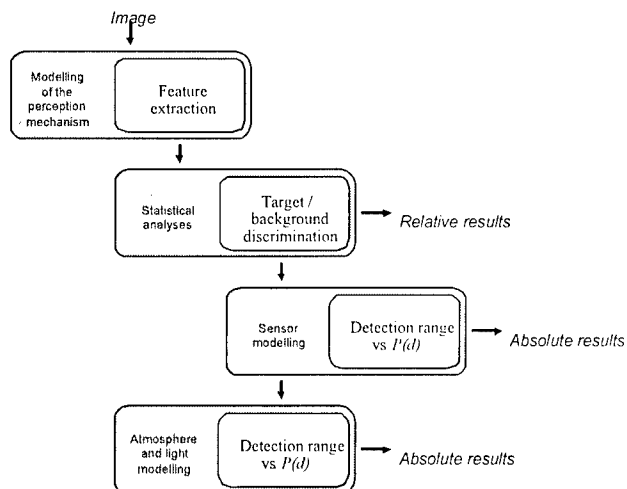 Image
Modelling
of the
perception
mechanism
Feature
extraction
Statistical
analyses
Target /
background
discrimination
Relative results
Sensor
modelling
Detection range
vs P(d)
Absolute results
Atmosphere
and light
modelling
Detection range
vs P(d)
Absolute results